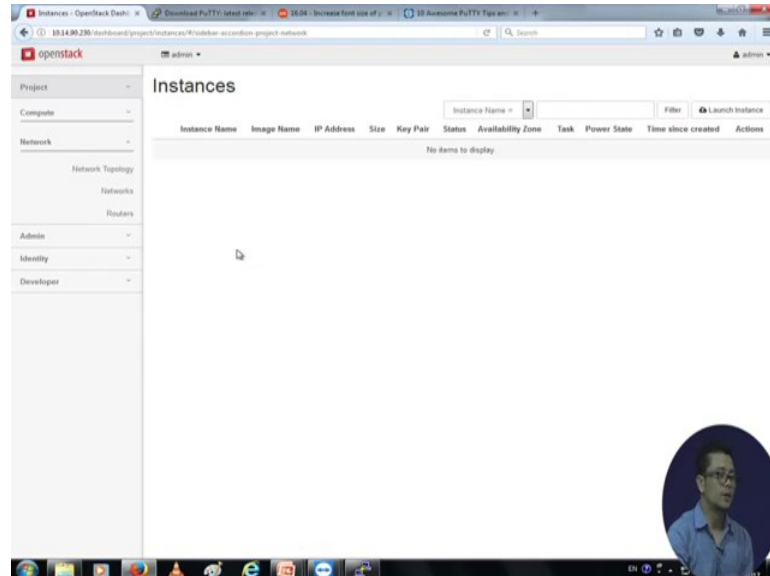 Instances - OpenStack Dashb
Download PuTTY: latest rele
16.04 - Increase font size of
10 Awesome PuTTY Tips an
10.14.90.230/dashboard/project/instances/#/sidebar-accordion-project-network
Search
openstack
admin
admin
Project
Compute
Network
Network Topology
Networks
Routers
Admin
Identity
Developer
Instances
Instance Name =
Filter
Launch Instance
Instance Name Image Name IP Address Size Key Pair Status Availability Zone Task Power State Time since created Actions
No items to display.
EN